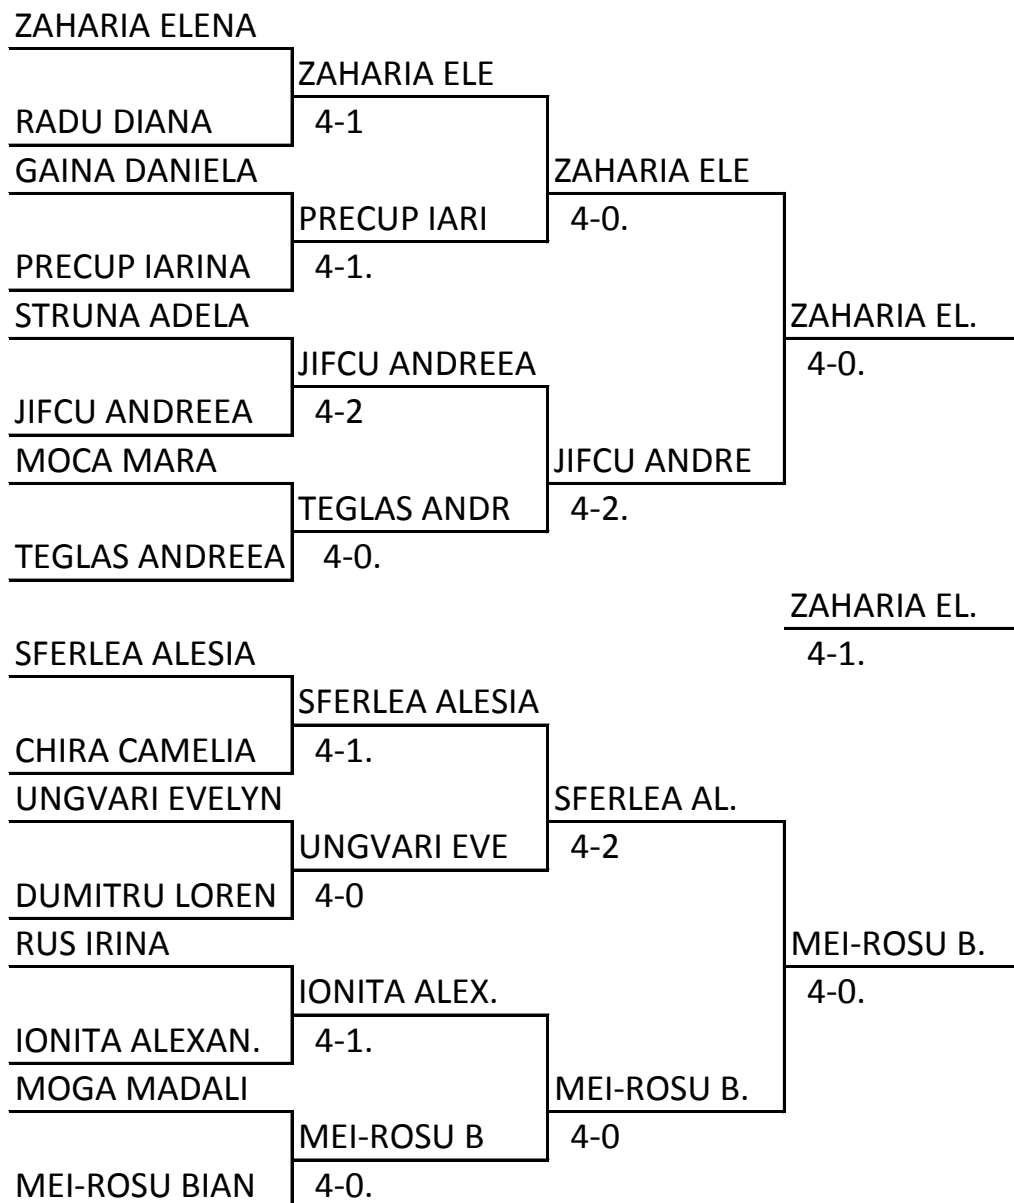 ZAHARIA ELENA
ZAHARIA ELE
RADU DIANA 4-1
GAINA DANIELA ZAHARIA ELE
PRECUP IARI 4-0.
PRECUP IARINA 4-1.
STRUNA ADELA ZAHARIA EL.
JIFCU ANDREEA 4-0.
JIFCU ANDREEA 4-2
MOCA MARA JIFCU ANDRE
TEGLAS ANDR 4-2.
TEGLAS ANDREEA 4-0.
ZAHARIA EL.
SFERLEA ALESIA 4-1.
SFERLEA ALESIA
CHIRA CAMELIA 4-1.
UNGVARI EVELYN SFERLEA AL.
UNGVARI EVE 4-2
DUMITRU LOREN 4-0
RUS IRINA MEI-ROSU B.
IONITA ALEX. 4-0.
IONITA ALEXAN. 4-1.
MOGA MADALI MEI-ROSU B.
MEI-ROSU B 4-0
MEI-ROSU BIAN 4-0.